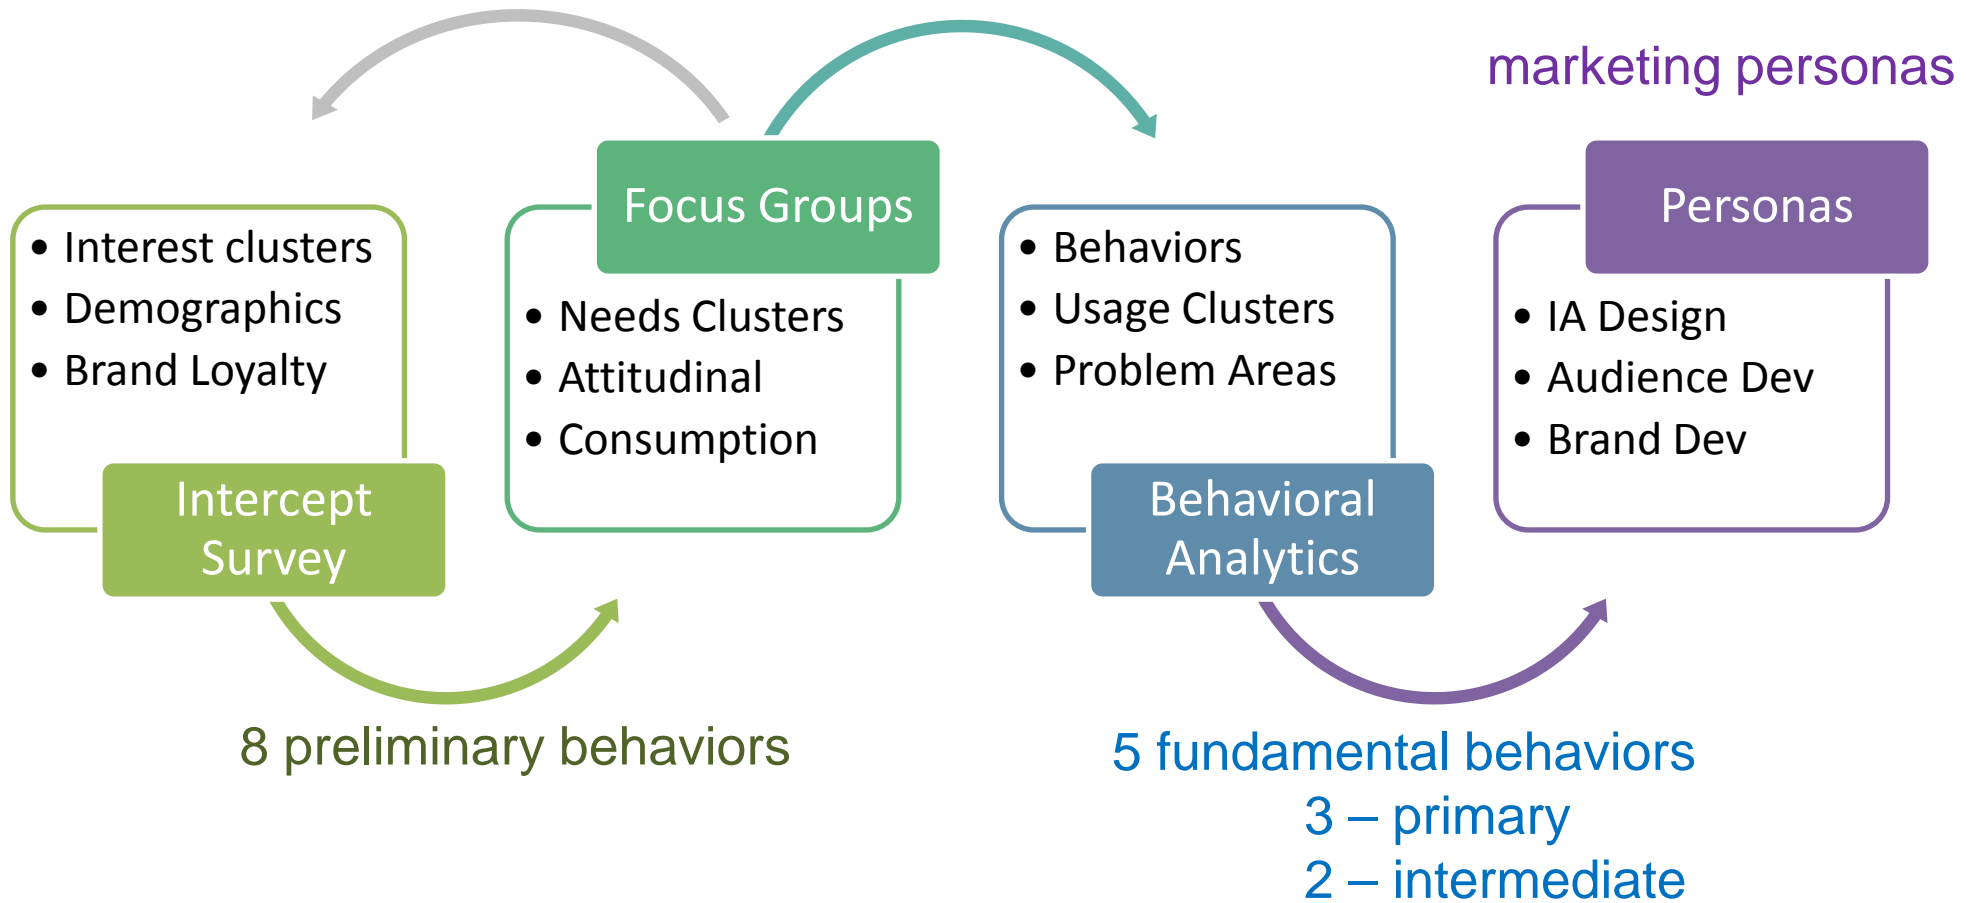 marketing personas
• Interest clusters
• Demographics
• Brand Loyalty
Intercept
Survey
Focus Groups
• Needs Clusters
• Attitudinal
• Consumption
• Behaviors
• Usage Clusters
• Problem Areas
Behavioral
Analytics
Personas
• IA Design
• Audience Dev
• Brand Dev
8 preliminary behaviors
5 fundamental behaviors
3 – primary
2 – intermediate